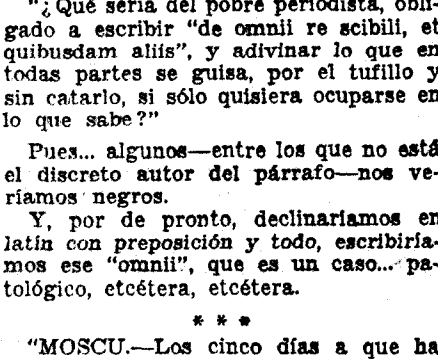 "¿Qué sería del pobre periodista, obli-
gado a escribir "de omnii re scibili, et
quibusdam aliis", y adivinar lo que en
todas partes se guisa, por el tufillo y
sin catarlo, si sólo quisiera ocuparse en
lo que sabe?"
Pues... algunos—entre los que no está
el discreto autor del párrafo—nos ve-
ríamos negros.
Y, por de pronto, declinaríamos en
latín con preposición y todo, escribiría-
mos ese "omnii", que es un caso... pa-
tológico, etcétera, etcétera.
* * *
"MOSCU.—Los cinco días a que ha